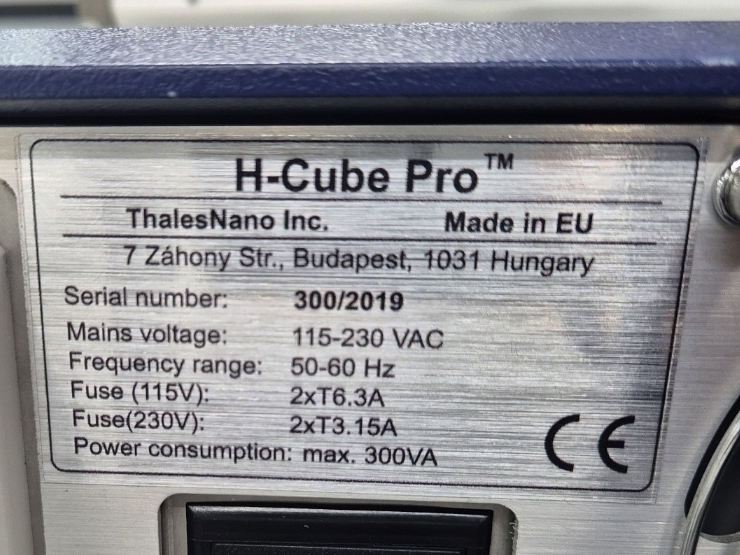 H-Cube Pro™
ThalesNano Inc. Made in EU
7 Záhony Str., Budapest, 1031 Hungary
Serial number: 300/2019
Mains voltage: 115-230 VAC
Frequency range: 50-60 Hz
Fuse (115V): 2xT6.3A
Fuse(230V): 2xT3.15A
Power consumption: max. 300VA
CE